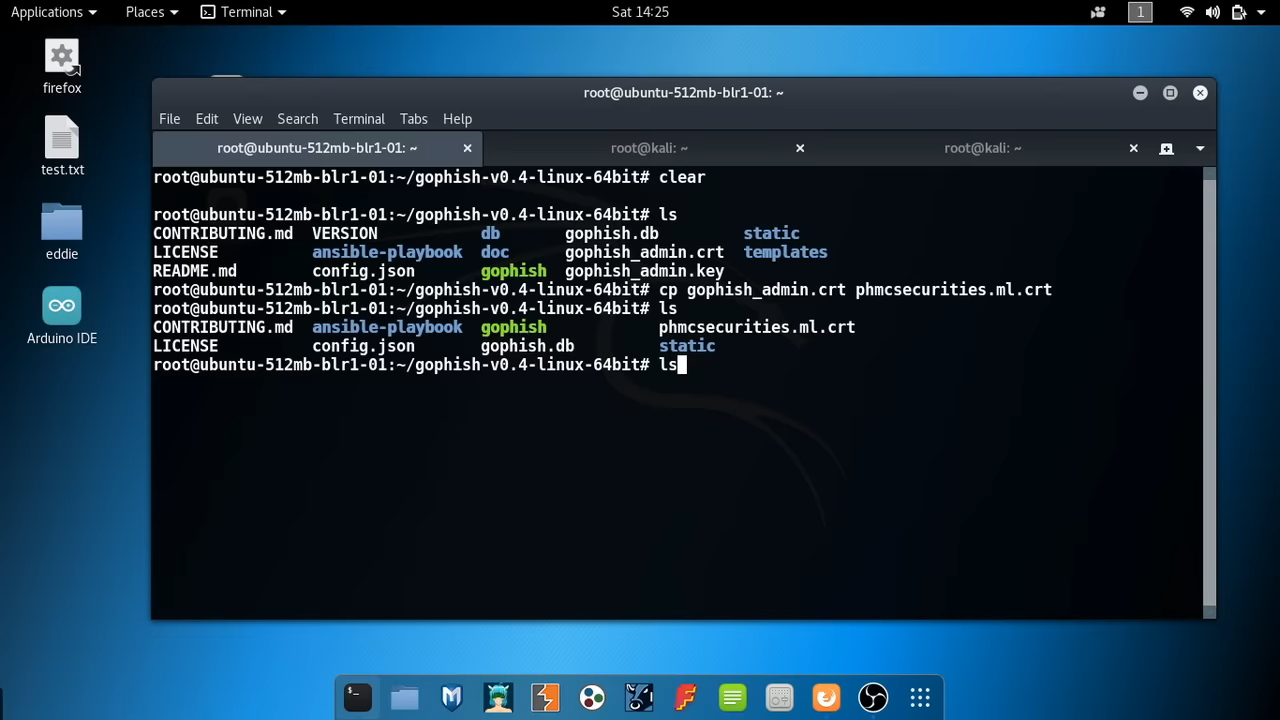 Applications Places Terminal Sat 14:25 1
firefox
test.txt
eddie
Arduino IDE
root@ubuntu-512mb-blr1-01: ~
File Edit View Search Terminal Tabs Help
root@ubuntu-512mb-blr1-01: ~ root@kali: ~ root@kali: ~
root@ubuntu-512mb-blr1-01:~/gophish-v0.4-linux-64bit# clear
root@ubuntu-512mb-blr1-01:~/gophish-v0.4-linux-64bit# ls
CONTRIBUTING.md VERSION db gophish.db static
LICENSE ansible-playbook doc gophish_admin.crt templates
README.md config.json gophish gophish_admin.key
root@ubuntu-512mb-blr1-01:~/gophish-v0.4-linux-64bit# cp gophish_admin.crt phmcsecurities.ml.crt
root@ubuntu-512mb-blr1-01:~/gophish-v0.4-linux-64bit# ls
CONTRIBUTING.md ansible-playbook gophish phmcsecurities.ml.crt
LICENSE config.json gophish.db static
root@ubuntu-512mb-blr1-01:~/gophish-v0.4-linux-64bit# ls